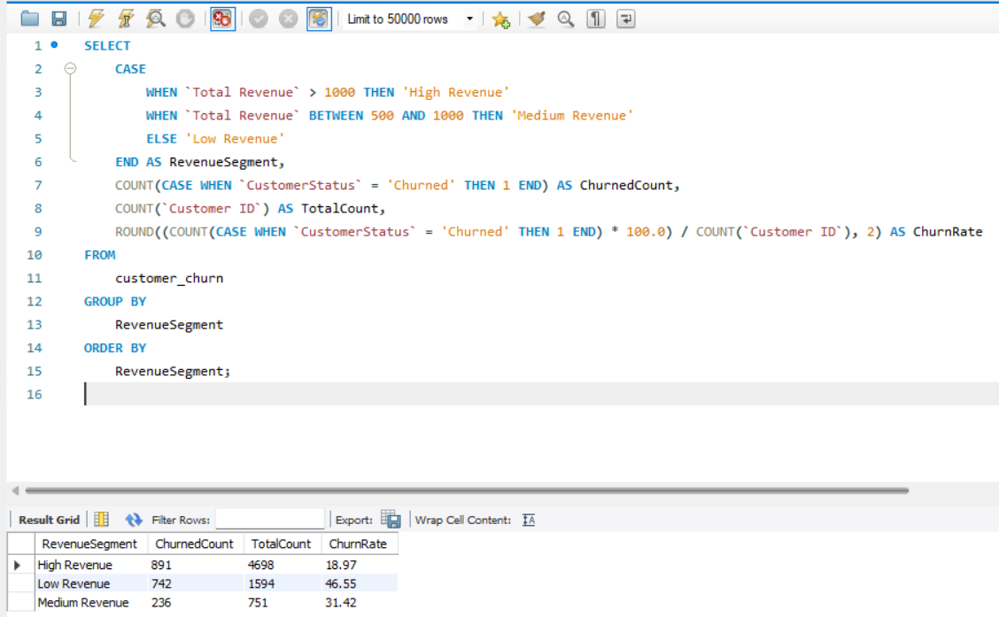 Limit to 50000 rows
1 SELECT
2 CASE
3 WHEN `Total Revenue` > 1000 THEN 'High Revenue'
4 WHEN `Total Revenue` BETWEEN 500 AND 1000 THEN 'Medium Revenue'
5 ELSE 'Low Revenue'
6 END AS RevenueSegment,
7 COUNT(CASE WHEN `CustomerStatus` = 'Churned' THEN 1 END) AS ChurnedCount,
8 COUNT(`Customer ID`) AS TotalCount,
9 ROUND((COUNT(CASE WHEN `CustomerStatus` = 'Churned' THEN 1 END) * 100.0) / COUNT(`Customer ID`), 2) AS ChurnRate
10 FROM
11 customer_churn
12 GROUP BY
13 RevenueSegment
14 ORDER BY
15 RevenueSegment;
16
Result Grid Filter Rows: Export: Wrap Cell Content:
RevenueSegment ChurnedCount TotalCount ChurnRate
High Revenue 891 4698 18.97
Low Revenue 742 1594 46.55
Medium Revenue 236 751 31.42